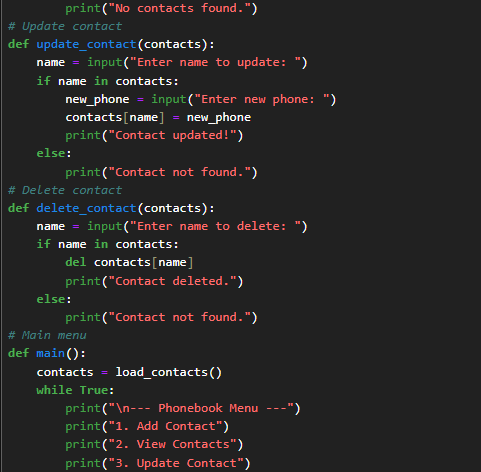 print("No contacts found.")
# Update contact
def update_contact(contacts):
    name = input("Enter name to update: ")
    if name in contacts:
        new_phone = input("Enter new phone: ")
        contacts[name] = new_phone
        print("Contact updated!")
    else:
        print("Contact not found.")
# Delete contact
def delete_contact(contacts):
    name = input("Enter name to delete: ")
    if name in contacts:
        del contacts[name]
        print("Contact deleted.")
    else:
        print("Contact not found.")
# Main menu
def main():
    contacts = load_contacts()
    while True:
        print("\n--- Phonebook Menu ---")
        print("1. Add Contact")
        print("2. View Contacts")
        print("3. Update Contact")